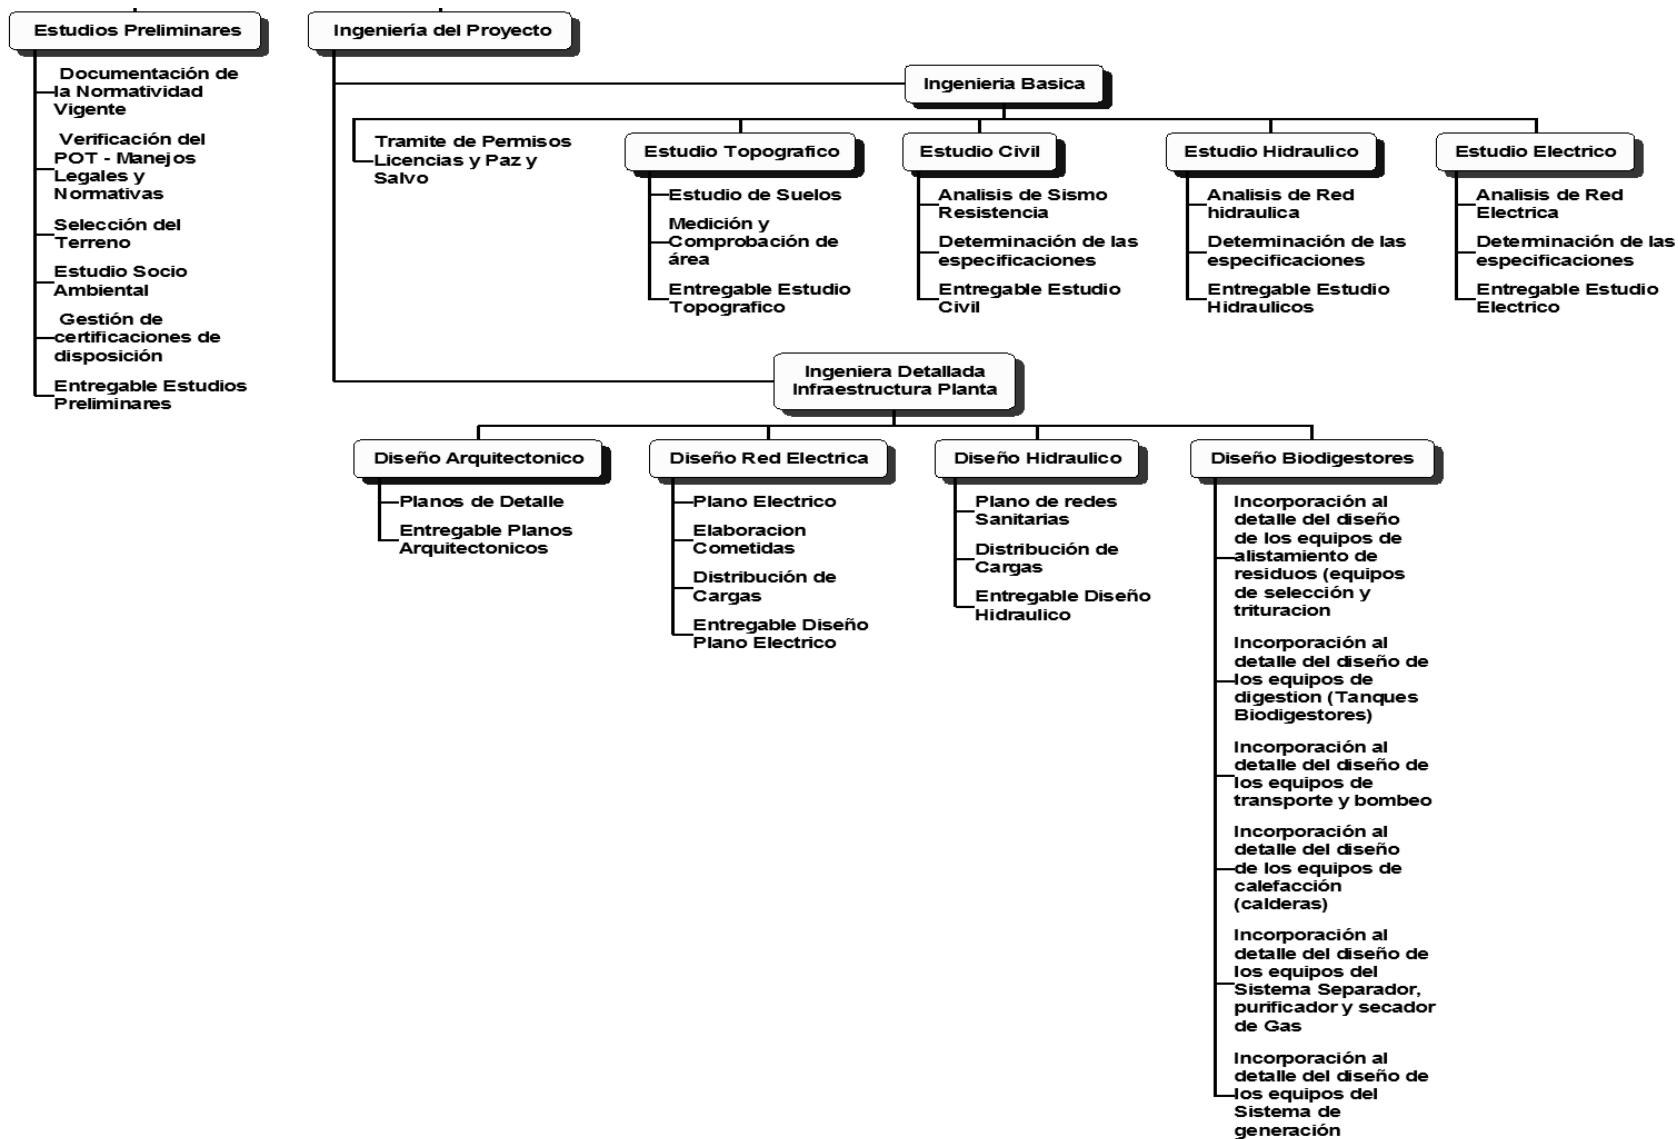 Estudios Preliminares
Documentación de
la Normatividad
Vigente
Verificación del
POT - Manejos
Legales y
Normativas
Selección del
Terreno
Estudio Socio
Ambiental
Gestión de
certificaciones de
disposición
Entregable Estudios
Preliminares
Ingeniería del Proyecto
Ingenieria Basica
Tramite de Permisos
Licencias y Paz y
Salvo
Estudio Topografico
Estudio de Suelos
Medición y
Comprobación de
área
Entregable Estudio
Topografico
Estudio Civil
Analisis de Sismo
Resistencia
Determinación de las
especificaciones
Entregable Estudio
Civil
Estudio Hidraulico
Analisis de Red
hidraulica
Determinación de las
especificaciones
Entregable Estudio
Hidraulicos
Estudio Electrico
Analisis de Red
Electrica
Determinación de las
especificaciones
Entregable Estudio
Electrico
Ingeniera Detallada
Infraestructura Planta
Diseño Arquitectonico
Planos de Detalle
Entregable Planos
Arquitectonicos
Diseño Red Electrica
Plano Electrico
Elaboracion
Cometidas
Distribución de
Cargas
Entregable Diseño
Plano Electrico
Diseño Hidraulico
Plano de redes
Sanitarias
Distribución de
Cargas
Entregable Diseño
Hidraulico
Diseño Biodigestores
Incorporación al
detalle del diseño
de los equipos de
alistamiento de
residuos (equipos
de selección y
trituracion
Incorporación al
detalle del diseño de
los equipos de
digestion (Tanques
Biodigestores)
Incorporación al
detalle del diseño de
los equipos de
transporte y bombeo
Incorporación al
detalle del diseño
de los equipos de
calefacción
(calderas)
Incorporación al
detalle del diseño de
los equipos del
Sistema Separador,
purificador y secador
de Gas
Incorporación al
detalle del diseño de
los equipos del
Sistema de
generación